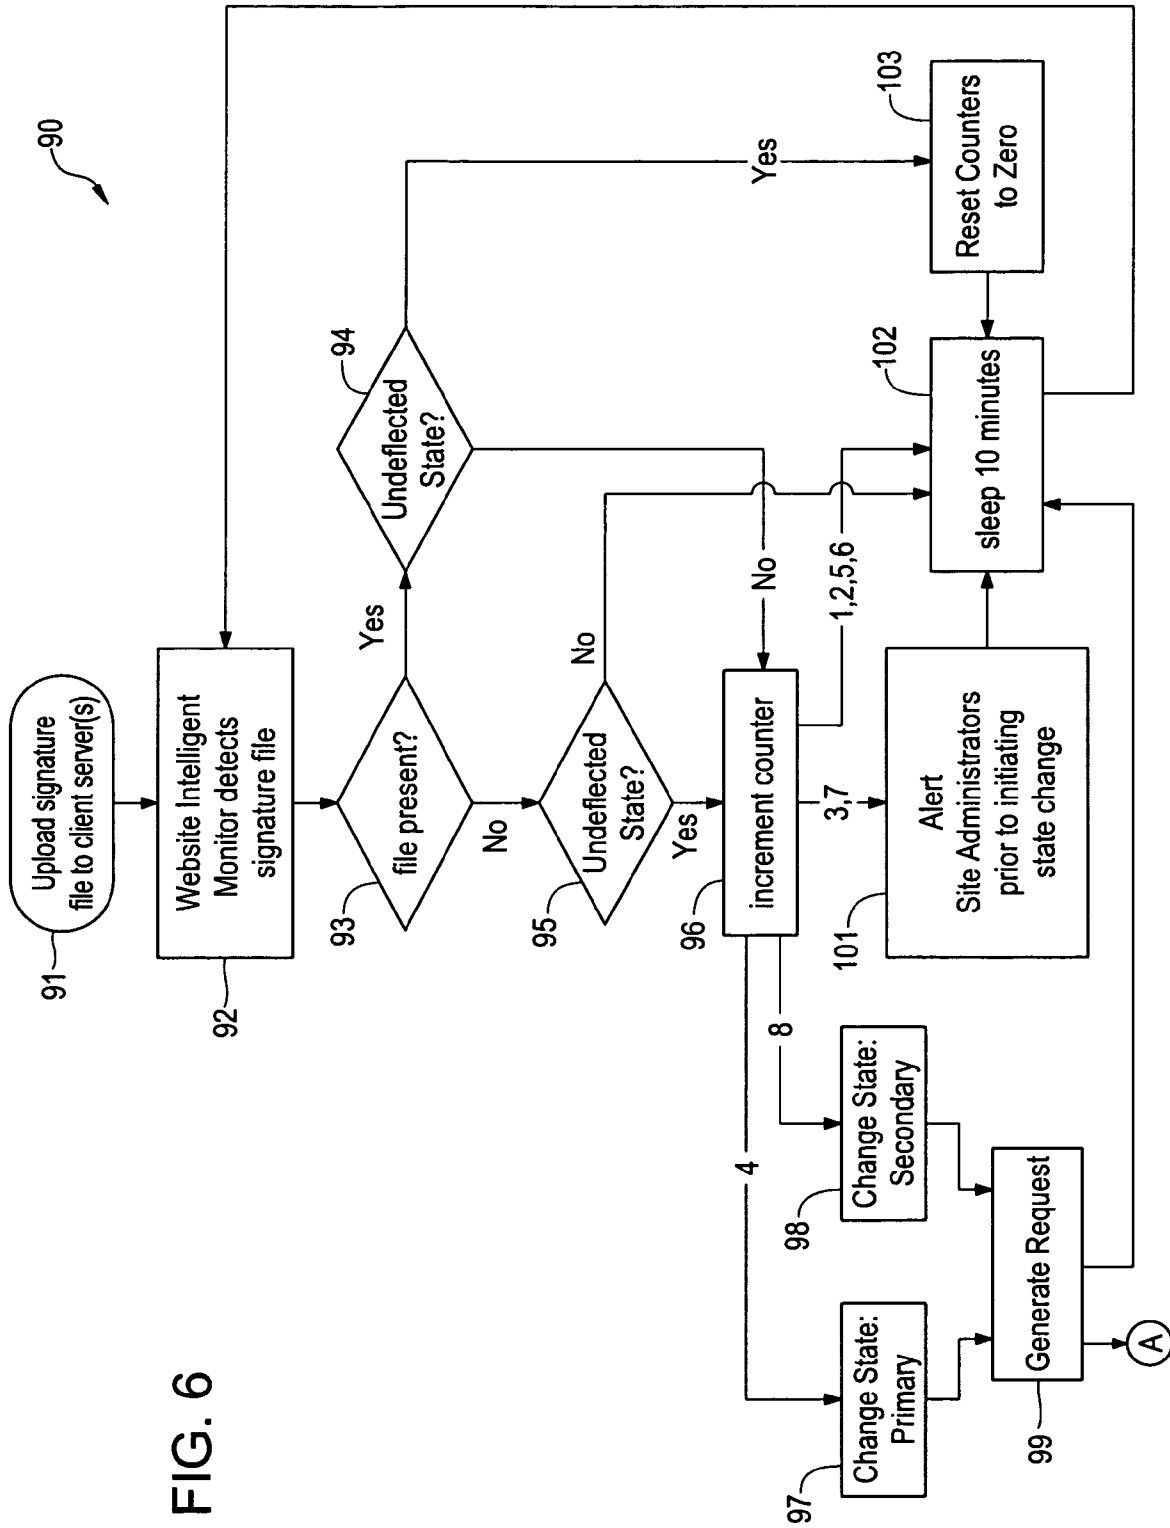 FIG. 6
90
Upload signature
file to client server(s)
91
Website Intelligent
Monitor detects
signature file
92
file present?
93
Yes
No
Undeflected
State?
94
Yes
No
Undeflected
State?
95
No
Yes
increment counter
96
4
8
3,7
1,2,5,6
Change State:
Primary
97
Change State:
Secondary
98
Alert
Site Administrators
prior to initiating
state change
101
sleep 10 minutes
102
Reset Counters
to Zero
103
Generate Request
99
A